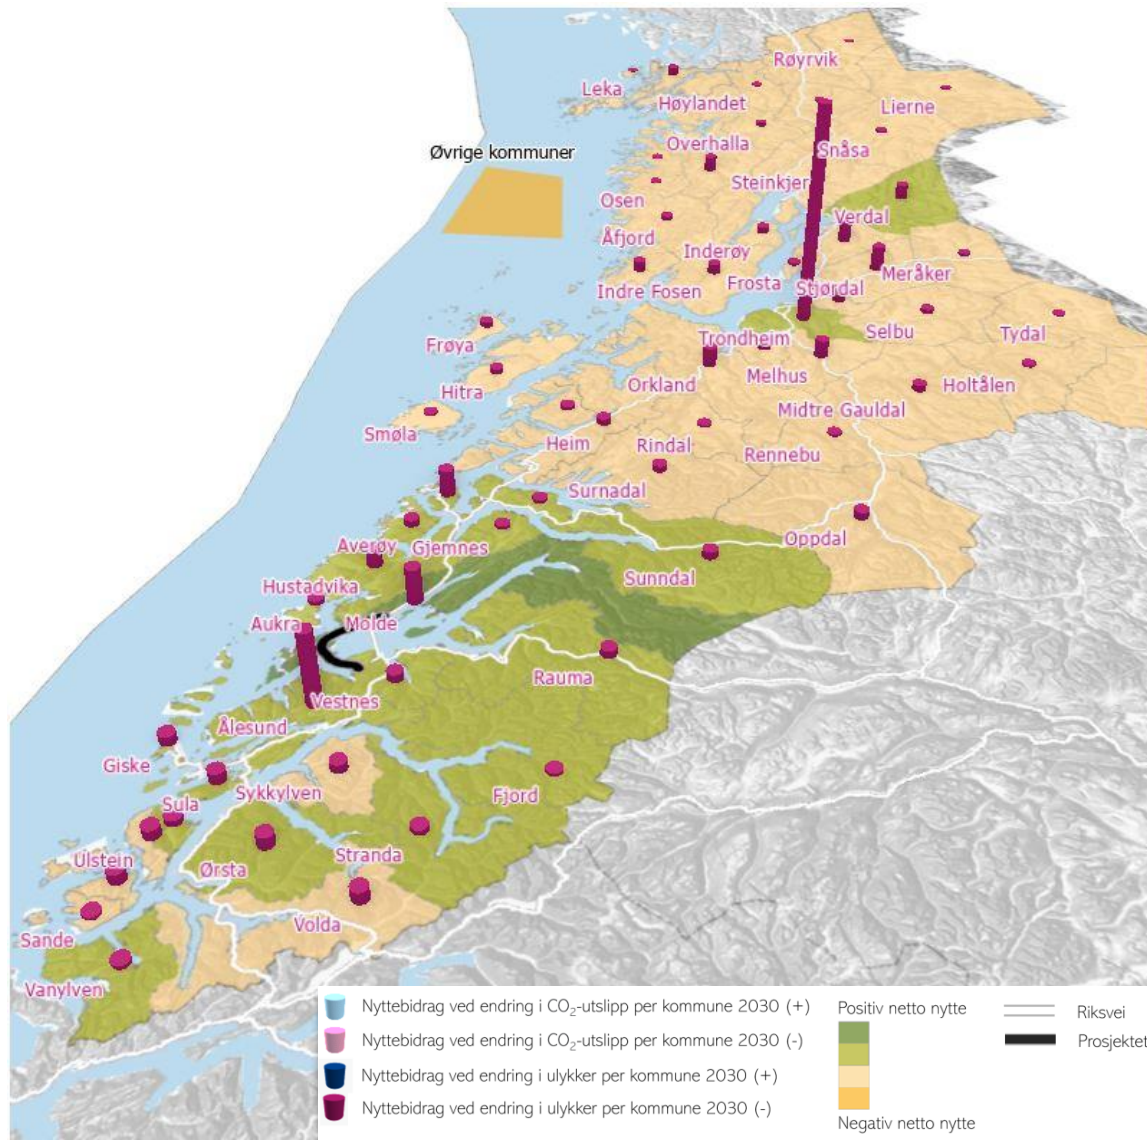 Røyrvik
Leka
Høylandet
Lierne
Overhalla
Snåsa
Øvrige kommuner
Steinkjer
Osen
Verdal
Åfjord
Inderøy
Meråker
Indre Fosen
Frosta
Stjørdal
Frøya
Trondheim
Selbu
Tydal
Hitra
Orkland
Melhus
Holtålen
Smøla
Heim
Rindal
Midtre Gauldal
Rennebu
Surnadal
Averøy
Gjemnes
Oppdal
Hustadvika
Sunndal
Aukra
Molde
Vestnes
Rauma
Ålesund
Giske
Sykkylven
Fjord
Sula
Ulstein
Ørsta
Stranda
Sande
Volda
Vanylven
Nyttebidrag ved endring i CO₂-utslipp per kommune 2030 (+)
Nyttebidrag ved endring i CO₂-utslipp per kommune 2030 (-)
Nyttebidrag ved endring i ulykker per kommune 2030 (+)
Nyttebidrag ved endring i ulykker per kommune 2030 (-)
Positiv netto nytte
Negativ netto nytte
Riksvei
Prosjektet